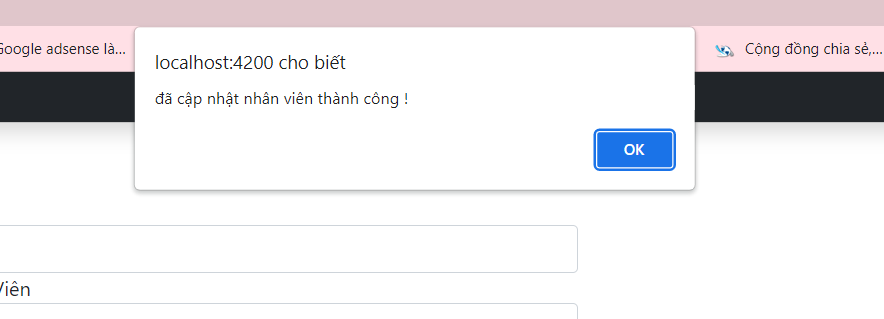 Google adsense là...
Cộng đồng chia sẻ,...
localhost:4200 cho biết
đã cập nhật nhân viên thành công !
OK
Viên